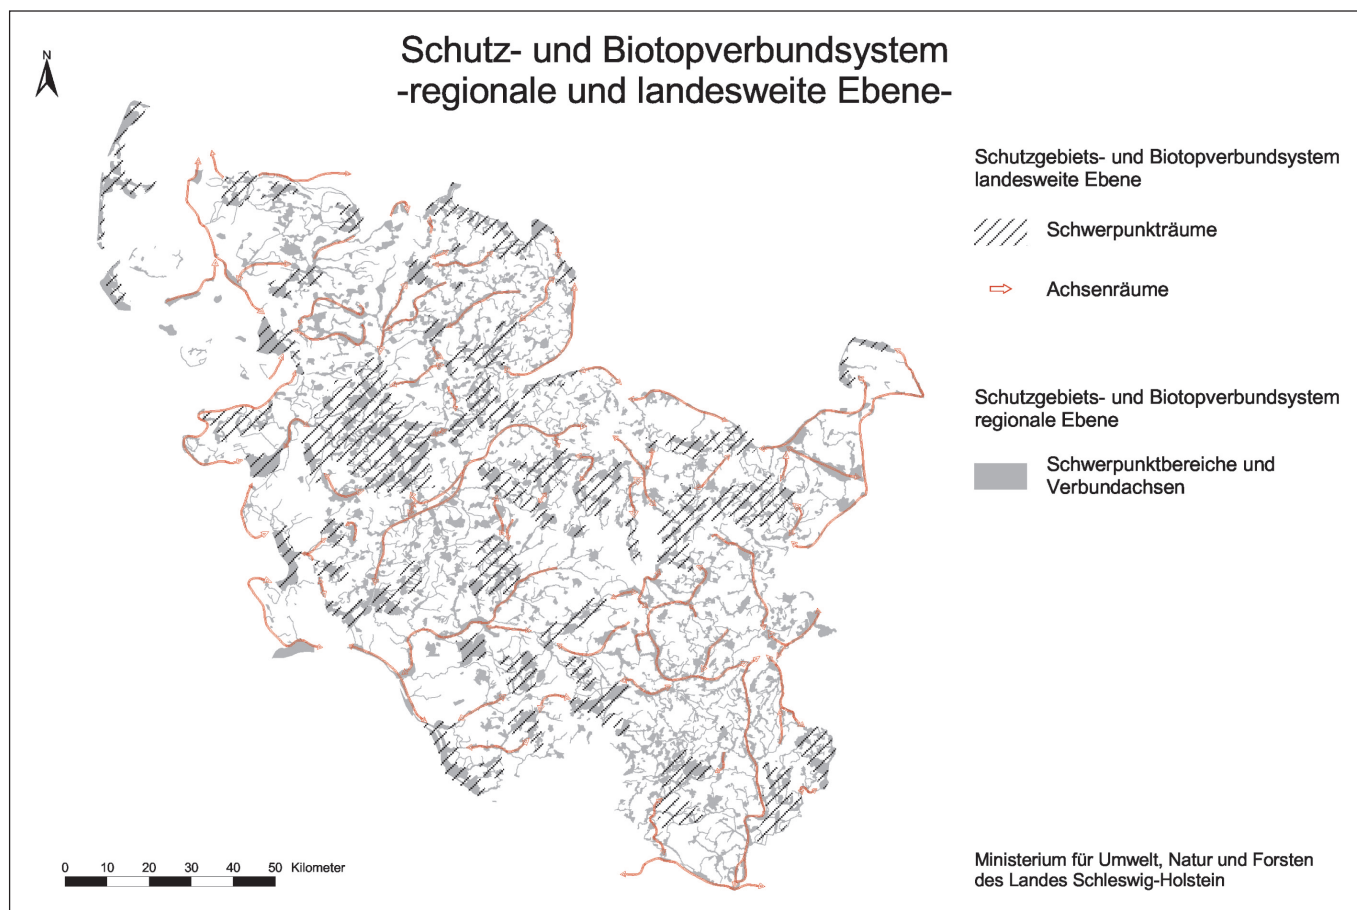 Schutz- und Biotopverbundsystem
-regionale und landesweite Ebene-
N
Schutzgebiets- und Biotopverbundsystem
landesweite Ebene
Schwerpunkträume
Achsenräume
Schutzgebiets- und Biotopverbundsystem
regionale Ebene
Schwerpunktbereiche und
Verbundachsen
0 10 20 30 40 50 Kilometer
Ministerium für Umwelt, Natur und Forsten
des Landes Schleswig-Holstein